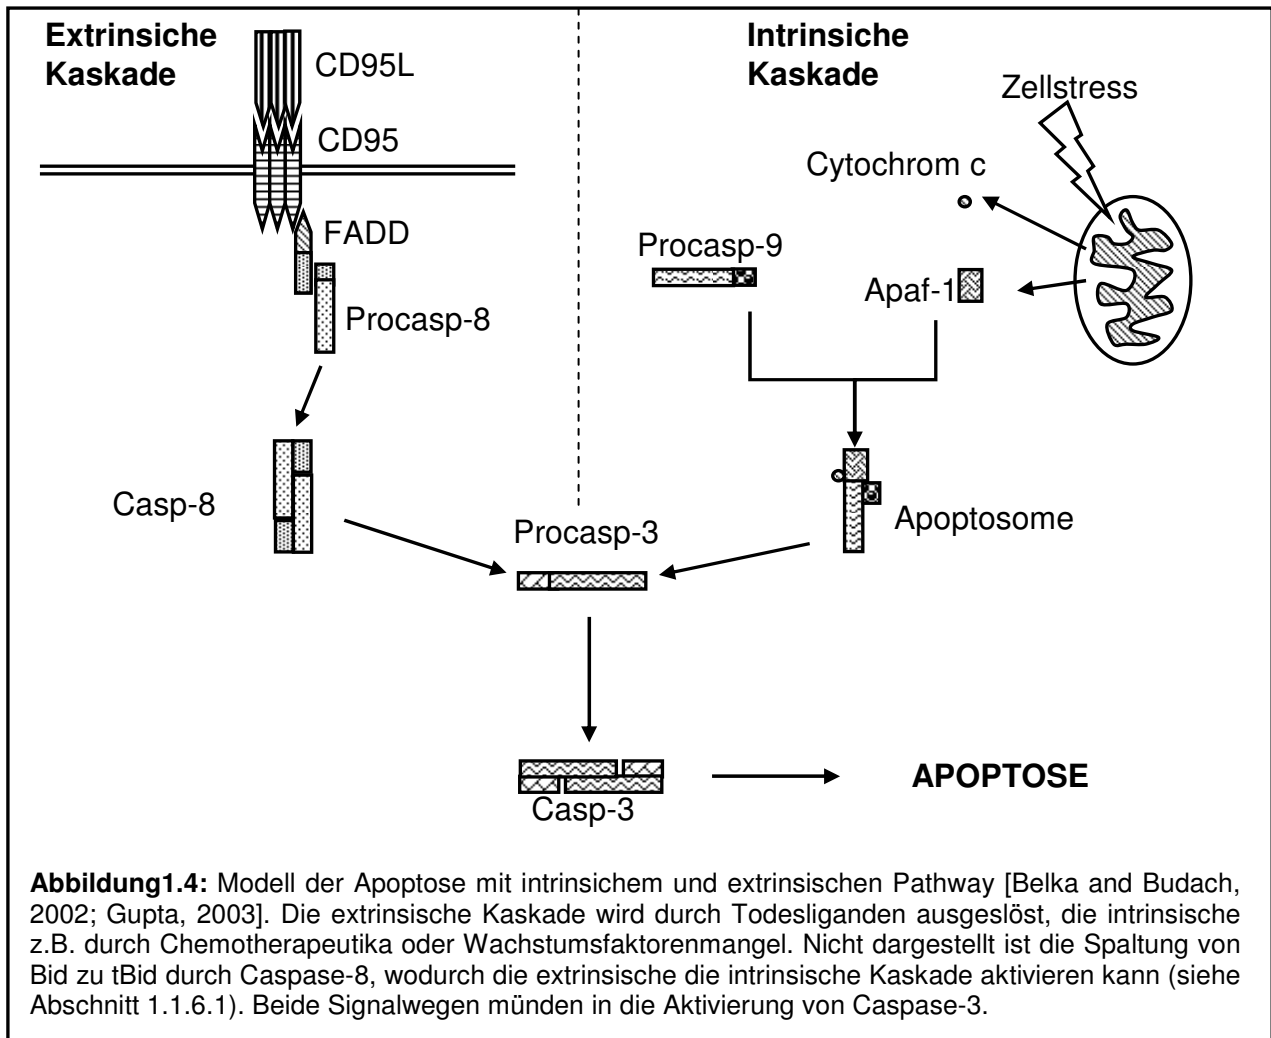 Extrinsiche
Kaskade
CD95L
CD95
FADD
Procasp-8
Casp-8
Intrinsiche
Kaskade
Zellstress
Cytochrom c
Procasp-9
Apaf-1
Apoptosome
Procasp-3
Casp-3
APOPTOSE
Abbildung1.4: Modell der Apoptose mit intrinsichem und extrinsischen Pathway [Belka and Budach,
2002; Gupta, 2003]. Die extrinsische Kaskade wird durch Todesliganden ausgelöst, die intrinsische
z.B. durch Chemotherapeutika oder Wachstumsfaktorenmangel. Nicht dargestellt ist die Spaltung von
Bid zu tBid durch Caspase-8, wodurch die extrinsische die intrinsische Kaskade aktivieren kann (siehe
Abschnitt 1.1.6.1). Beide Signalwegen münden in die Aktivierung von Caspase-3.